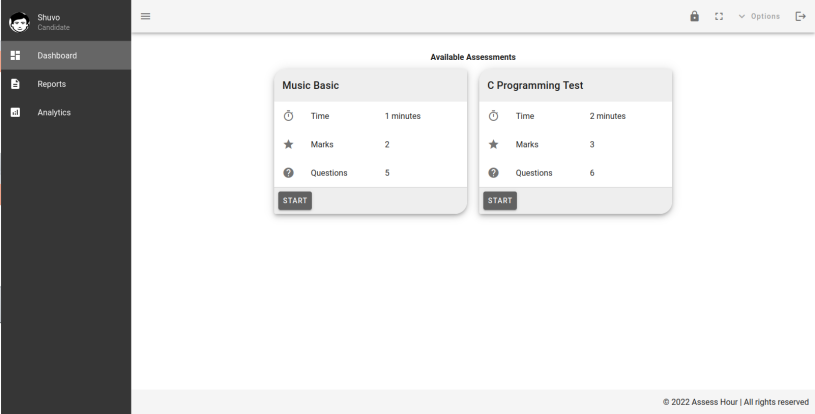 Shuvo
Candidate
Dashboard
Reports
Analytics
Options
Available Assessments
Music Basic
Time 1 minutes
Marks 2
Questions 5
START
C Programming Test
Time 2 minutes
Marks 3
Questions 6
START
© 2022 Assess Hour | All rights reserved